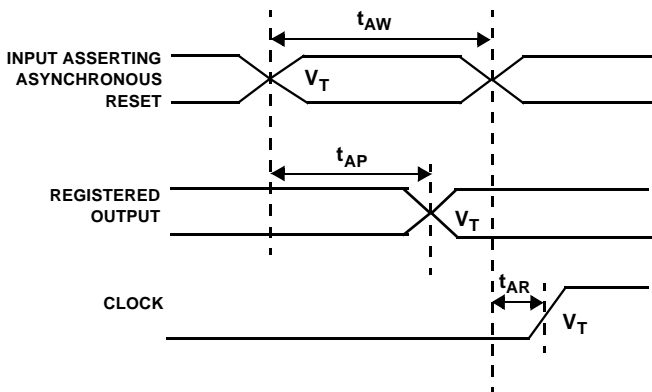 tAW
INPUT ASSERTING
ASYNCHRONOUS
RESET
VT
tAP
REGISTERED
OUTPUT
VT
tAR
CLOCK
VT